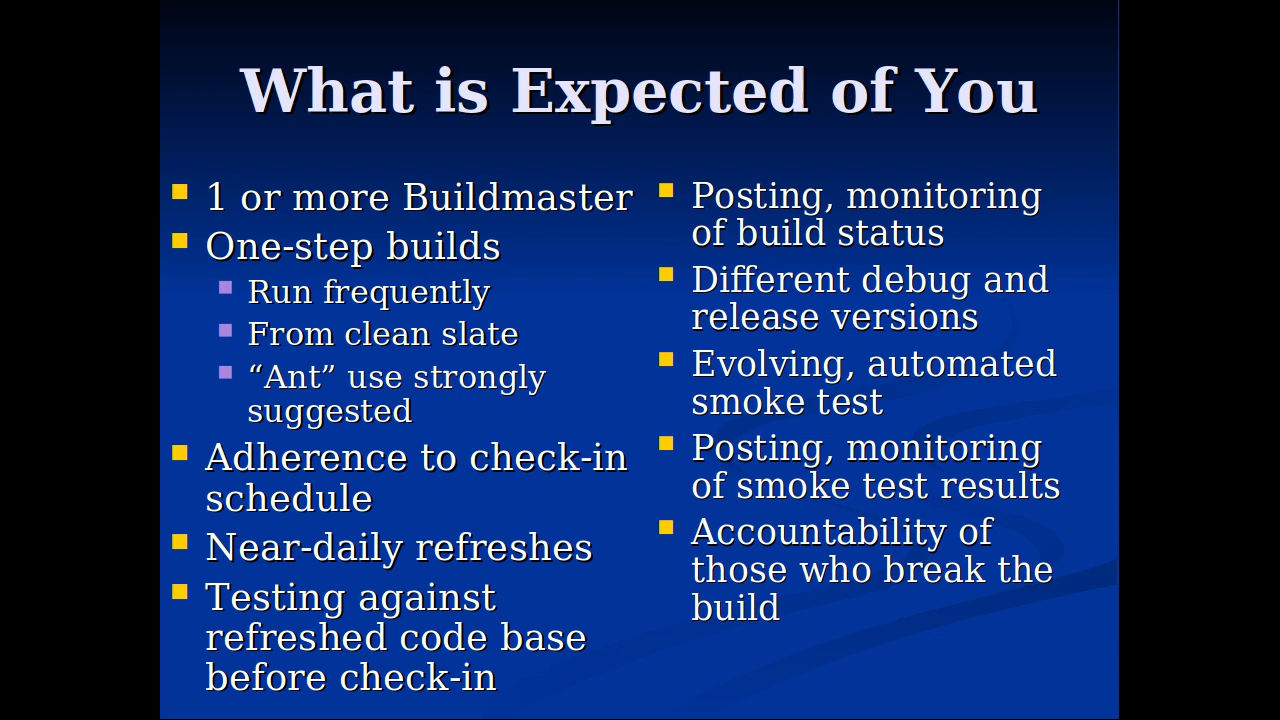 What is Expected of You
1 or more Buildmaster
One-step builds
Run frequently
From clean slate
“Ant” use strongly
suggested
Adherence to check-in
schedule
Near-daily refreshes
Testing against
refreshed code base
before check-in
Posting, monitoring
of build status
Different debug and
release versions
Evolving, automated
smoke test
Posting, monitoring
of smoke test results
Accountability of
those who break the
build